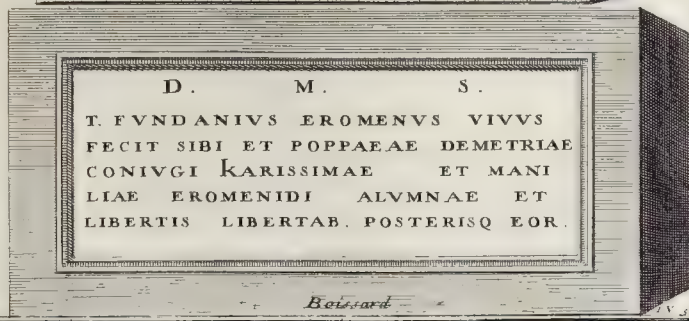 D. M. S.
T. FVNDANIVS EROMENVS VIVVS
FECIT SIBI ET POPPAEAE DEMETRIAE
CONIVGI KARISSIMAE ET MANI
LIAE EROMENIDI ALVMNAE ET
LIBERTIS LIBERTAB. POSTERISQ EOR.
Boissard